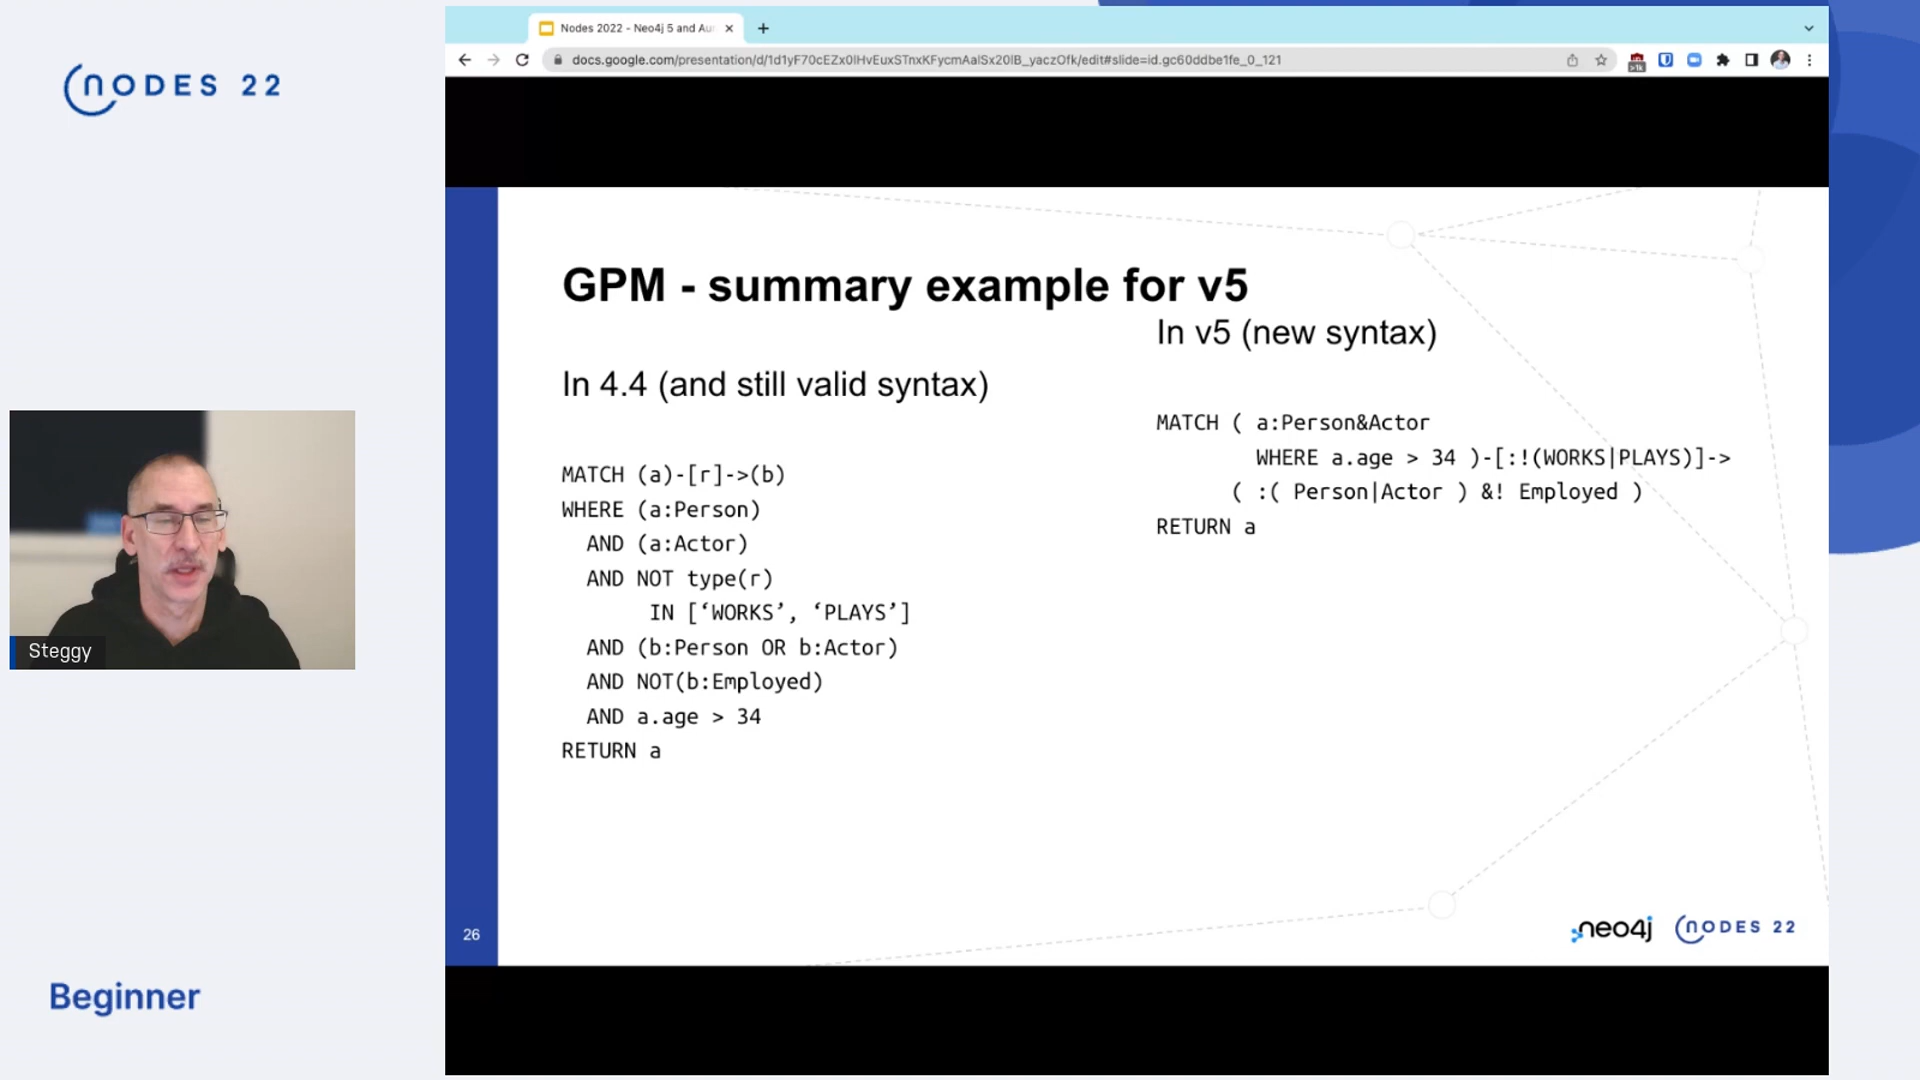 NODES 22
Nodes 2022 - Neo4j 5 and Au
docs.google.com/presentation/d/1d1yF70cEZx0IHvEuxSTnxKFycmAalSx20lB_yaczOfk/edit#slide=id.gc60ddbe1fe_0_121
GPM - summary example for v5
In 4.4 (and still valid syntax)
MATCH (a)-[r]->(b)
WHERE (a:Person)
AND (a:Actor)
AND NOT type(r)
IN [‘WORKS’, ‘PLAYS’]
AND (b:Person OR b:Actor)
AND NOT(b:Employed)
AND a.age > 34
RETURN a
In v5 (new syntax)
MATCH ( a:Person&Actor
WHERE a.age > 34 )-[:!(WORKS|PLAYS)]->
( :( Person|Actor ) &! Employed )
RETURN a
Steggy
26
neo4j
NODES 22
Beginner